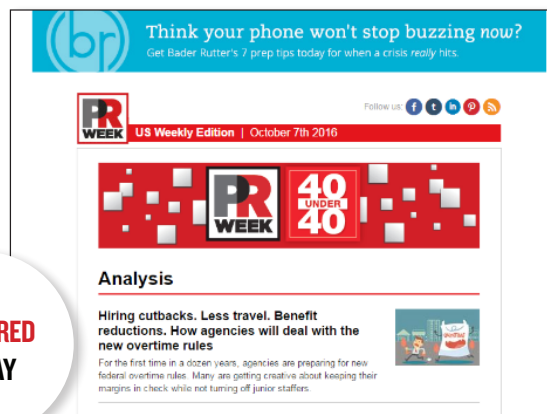 br
Think your phone won't stop buzzing now?
Get Bader Rutter's 7 prep tips today for when a crisis really hits.
Follow us:
PR
WEEK
US Weekly Edition | October 7th 2016
PR
WEEK
40
UNDER
40
Analysis
Hiring cutbacks. Less travel. Benefit
reductions. How agencies will deal with the
new overtime rules
For the first time in a dozen years, agencies are preparing for new
federal overtime rules. Many are getting creative about keeping their
margins in check while not turning off junior staffers.
RED
AY